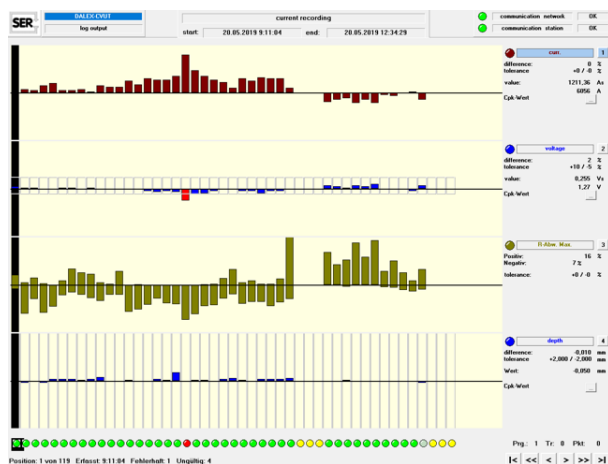 SER
DALEX-CVUT
log output
current recording
start: 20.05.2019 9:11:04 end: 20.05.2019 12:34:29
communication network OK
communication station OK
curr. 1
difference: 0 %
tolerance +0 / -0 %
value: 1211,36 As
6056 A
Cpk-Wert ...
voltage 2
difference: 2 %
tolerance +10 / -5 %
value: 0,255 Vs
1,27 V
Cpk-Wert ...
R-Abw. Max. 3
Positiv: 16 %
Negativ: 7 %
tolerance: +0 / -0 %
depth 4
difference: -0,010 mm
tolerance +2,000 / -2,000 mm
Wert: -0,050 mm
Cpk-Wert ...
Prg.: 1 Tr: 0 Pkt: 0
Position: 1 von 119 Erfasst: 9:11:04 Fehlerhaft: 1 Ungültig: 4
|< << < > >> >|